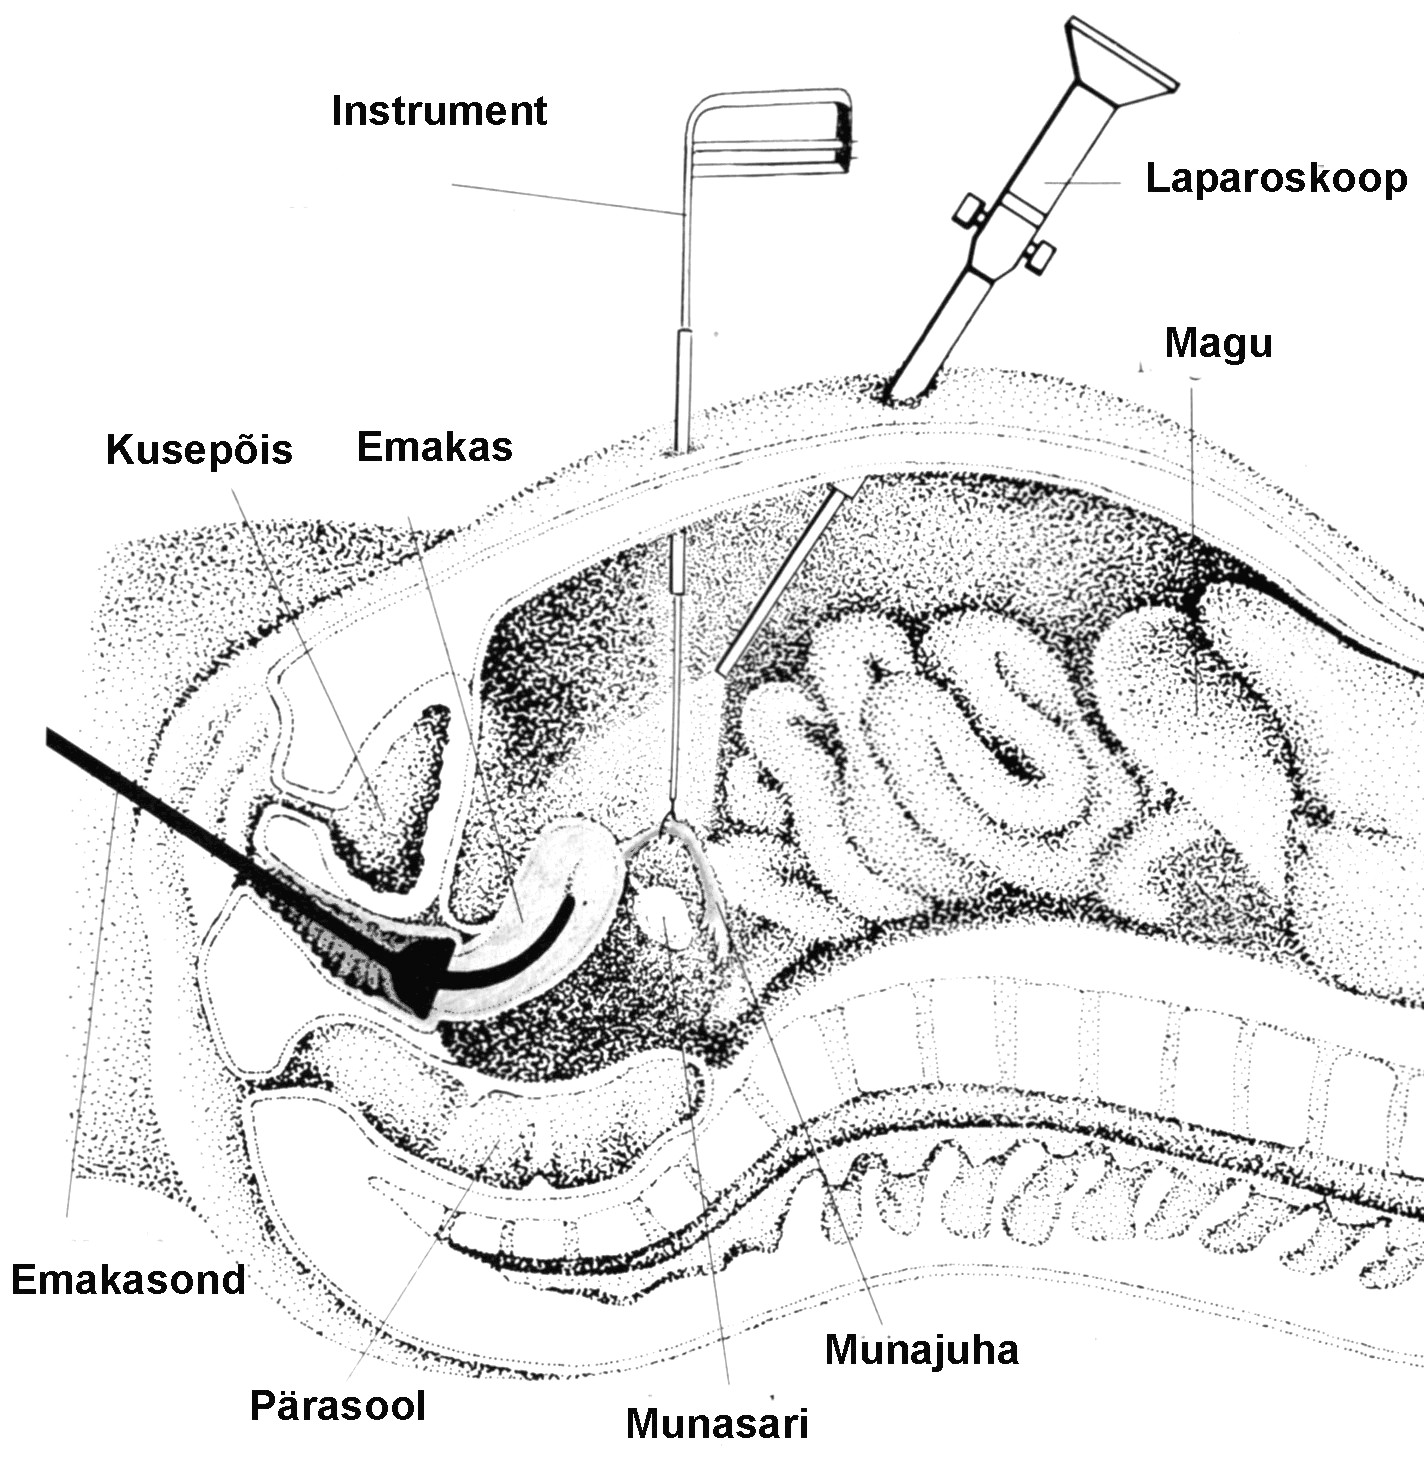 Instrument
Laparoskoop
Magu
Kusepõis
Emakas
Emakasond
Munajuha
Pärasool
Munasari